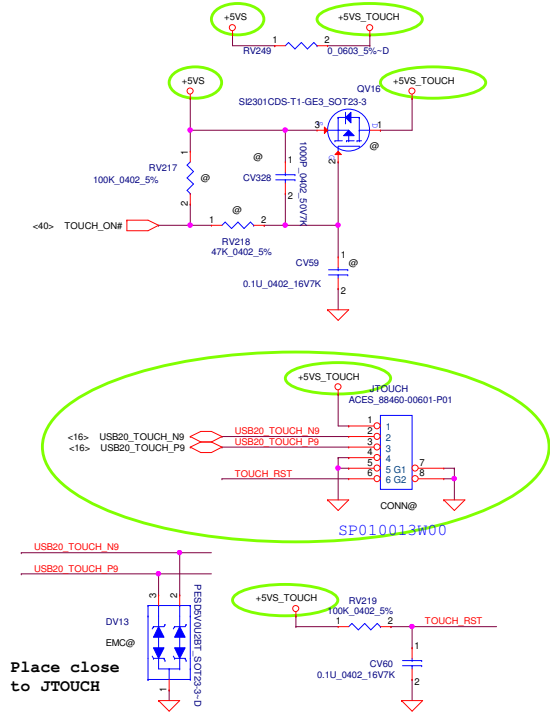 +5VS
+5VS_TOUCH
1
2
RV249
0_0603_5%~D
+5VS
+5VS_TOUCH
QV16
SI2301CDS-T1-GE3_SOT23-3
3
S
D
1
G
2
@
1
RV217
100K_0402_5%
@
2
@
1
CV328
2
1000P_0402_50V7K
<40>
TOUCH_ON#
@
1
2
RV218
47K_0402_5%
1
@
CV59
0.1U_0402_16V7K
2
+5VS_TOUCH
JTOUCH
ACES_88460-00601-P01
<16>
USB20_TOUCH_N9
USB20_TOUCH_N9
<16>
USB20_TOUCH_P9
USB20_TOUCH_P9
TOUCH_RST
1
1
2
2
3
3
4
4
5
5
G1
7
6
6
G2
8
CONN@
SP010013W00
USB20_TOUCH_N9
USB20_TOUCH_P9
3
2
DV13
EMC@
1
PESD5V0U2BT_SOT23-3~D
Place close
to JTOUCH
+5VS_TOUCH
RV219
100K_0402_5%
1
2
TOUCH_RST
1
CV60
0.1U_0402_16V7K
2